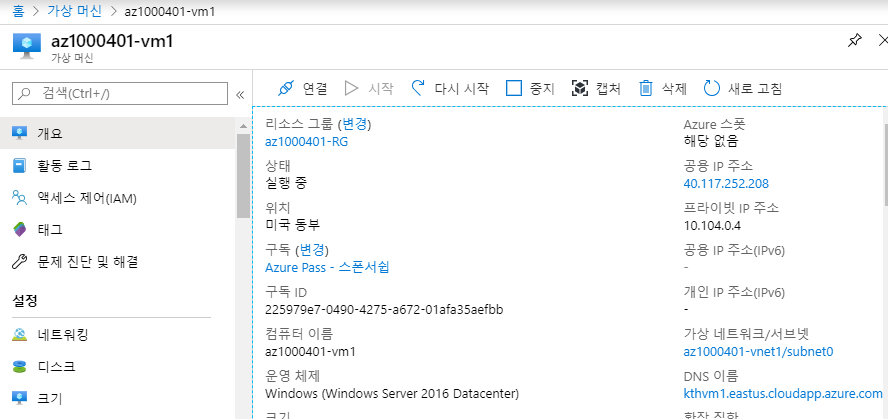 홈 > 가상 머신 > az1000401-vm1
az1000401-vm1
가상 머신
검색(Ctrl+/)
«
개요
활동 로그
액세스 제어(IAM)
태그
문제 진단 및 해결
설정
네트워킹
디스크
크기
연결 시작 다시 시작 중지 캡처 삭제 새로 고침
리소스 그룹 (변경)
az1000401-RG
상태
실행 중
위치
미국 동부
구독 (변경)
Azure Pass - 스폰서쉽
구독 ID
225979e7-0490-4275-a672-01afa35aefbb
컴퓨터 이름
az1000401-vm1
운영 체제
Windows (Windows Server 2016 Datacenter)
크기
Azure 스폿
해당 없음
공용 IP 주소
40.117.252.208
프라이빗 IP 주소
10.104.0.4
공용 IP 주소(IPv6)
-
개인 IP 주소(IPv6)
-
가상 네트워크/서브넷
az1000401-vnet1/subnet0
DNS 이름
kthvm1.eastus.cloudapp.azure.com